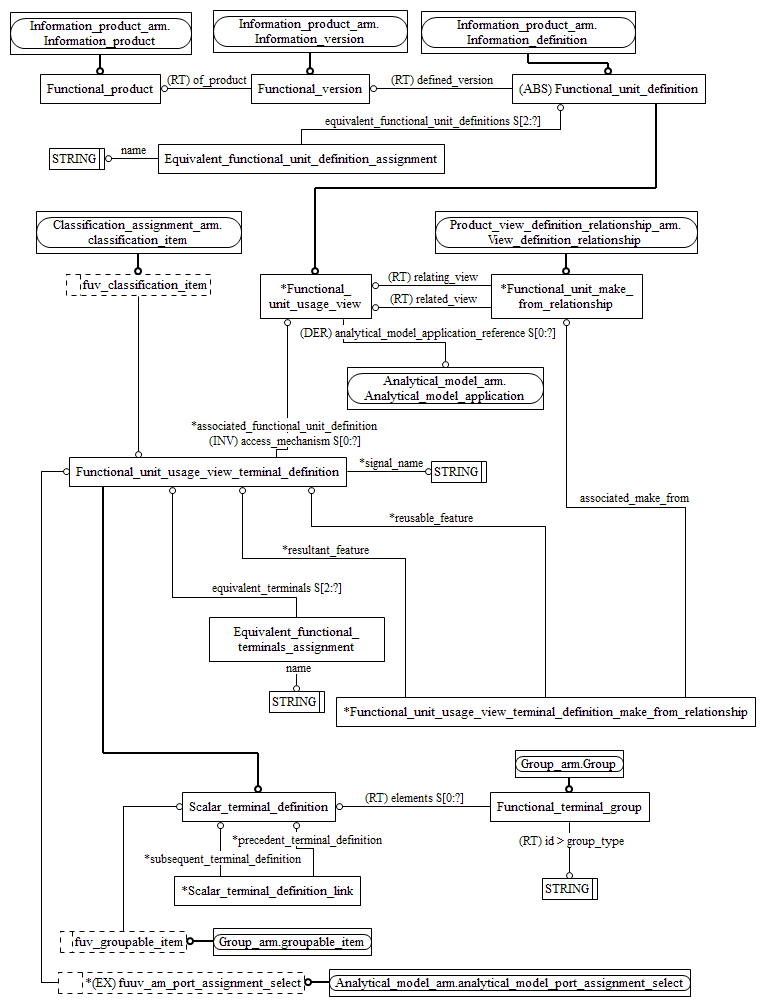 Information_product_arm.
Information_product
Information_product_arm.
Information_version
Information_product_arm.
Information_definition
Functional_product
(RT) of_product
Functional_version
(RT) defined_version
(ABS) Functional_unit_definition
equivalent_functional_unit_definitions S[2:?]
STRING
name
Equivalent_functional_unit_definition_assignment
Classification_assignment_arm.
classification_item
Product_view_definition_relationship_arm.
View_definition_relationship
fuv_classification_item
*Functional_
unit_usage_view
(RT) relating_view
(RT) related_view
*Functional_unit_make_
from_relationship
(DER) analytical_model_application_reference S[0:?]
Analytical_model_arm.
Analytical_model_application
*associated_functional_unit_definition
(INV) access_mechanism S[0:?]
Functional_unit_usage_view_terminal_definition
*signal_name
STRING
associated_make_from
*reusable_feature
*resultant_feature
equivalent_terminals S[2:?]
Equivalent_functional_
terminals_assignment
name
STRING
*Functional_unit_usage_view_terminal_definition_make_from_relationship
Group_arm.Group
Scalar_terminal_definition
(RT) elements S[0:?]
Functional_terminal_group
*precedent_terminal_definition
*subsequent_terminal_definition
(RT) id > group_type
*Scalar_terminal_definition_link
STRING
fuv_groupable_item
Group_arm.groupable_item
*(EX) fuuv_am_port_assignment_select
Analytical_model_arm.analytical_model_port_assignment_select